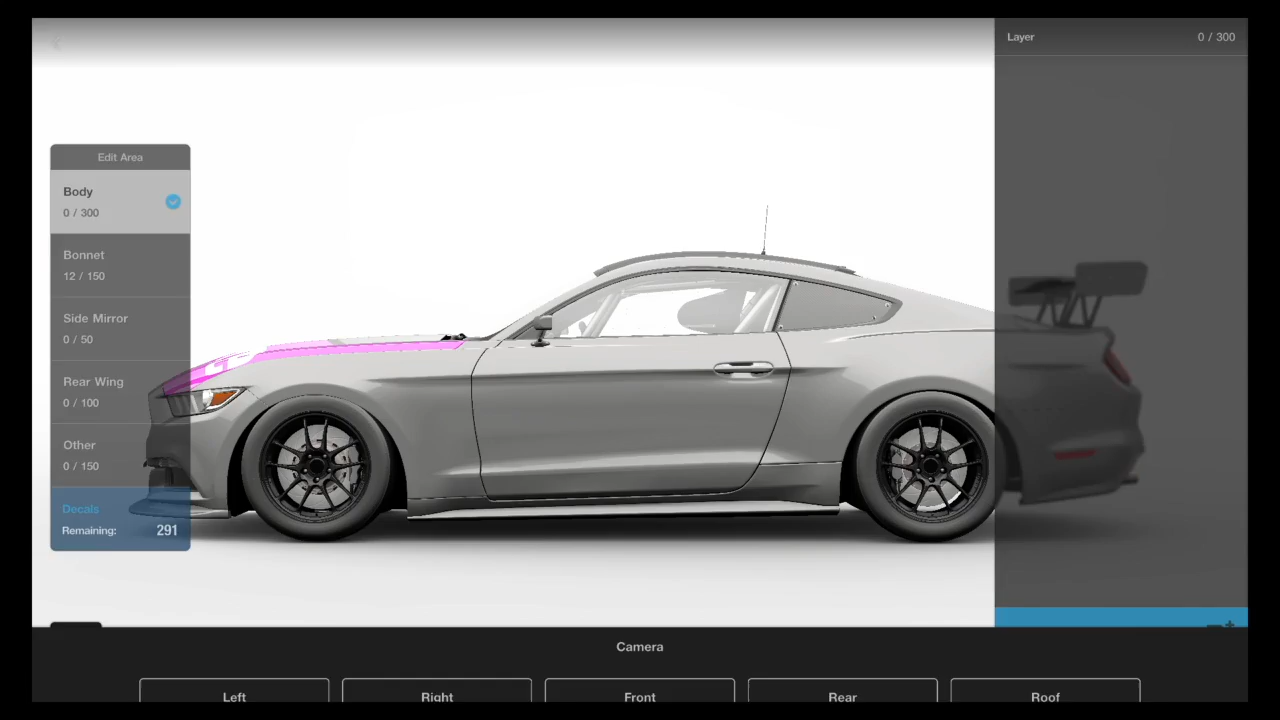 Layer 0 / 300
Edit Area
Body
0 / 300
Bonnet
12 / 150
Side Mirror
0 / 50
Rear Wing
0 / 100
Other
0 / 150
Decals
Remaining: 291
Camera
Left Right Front Rear Roof